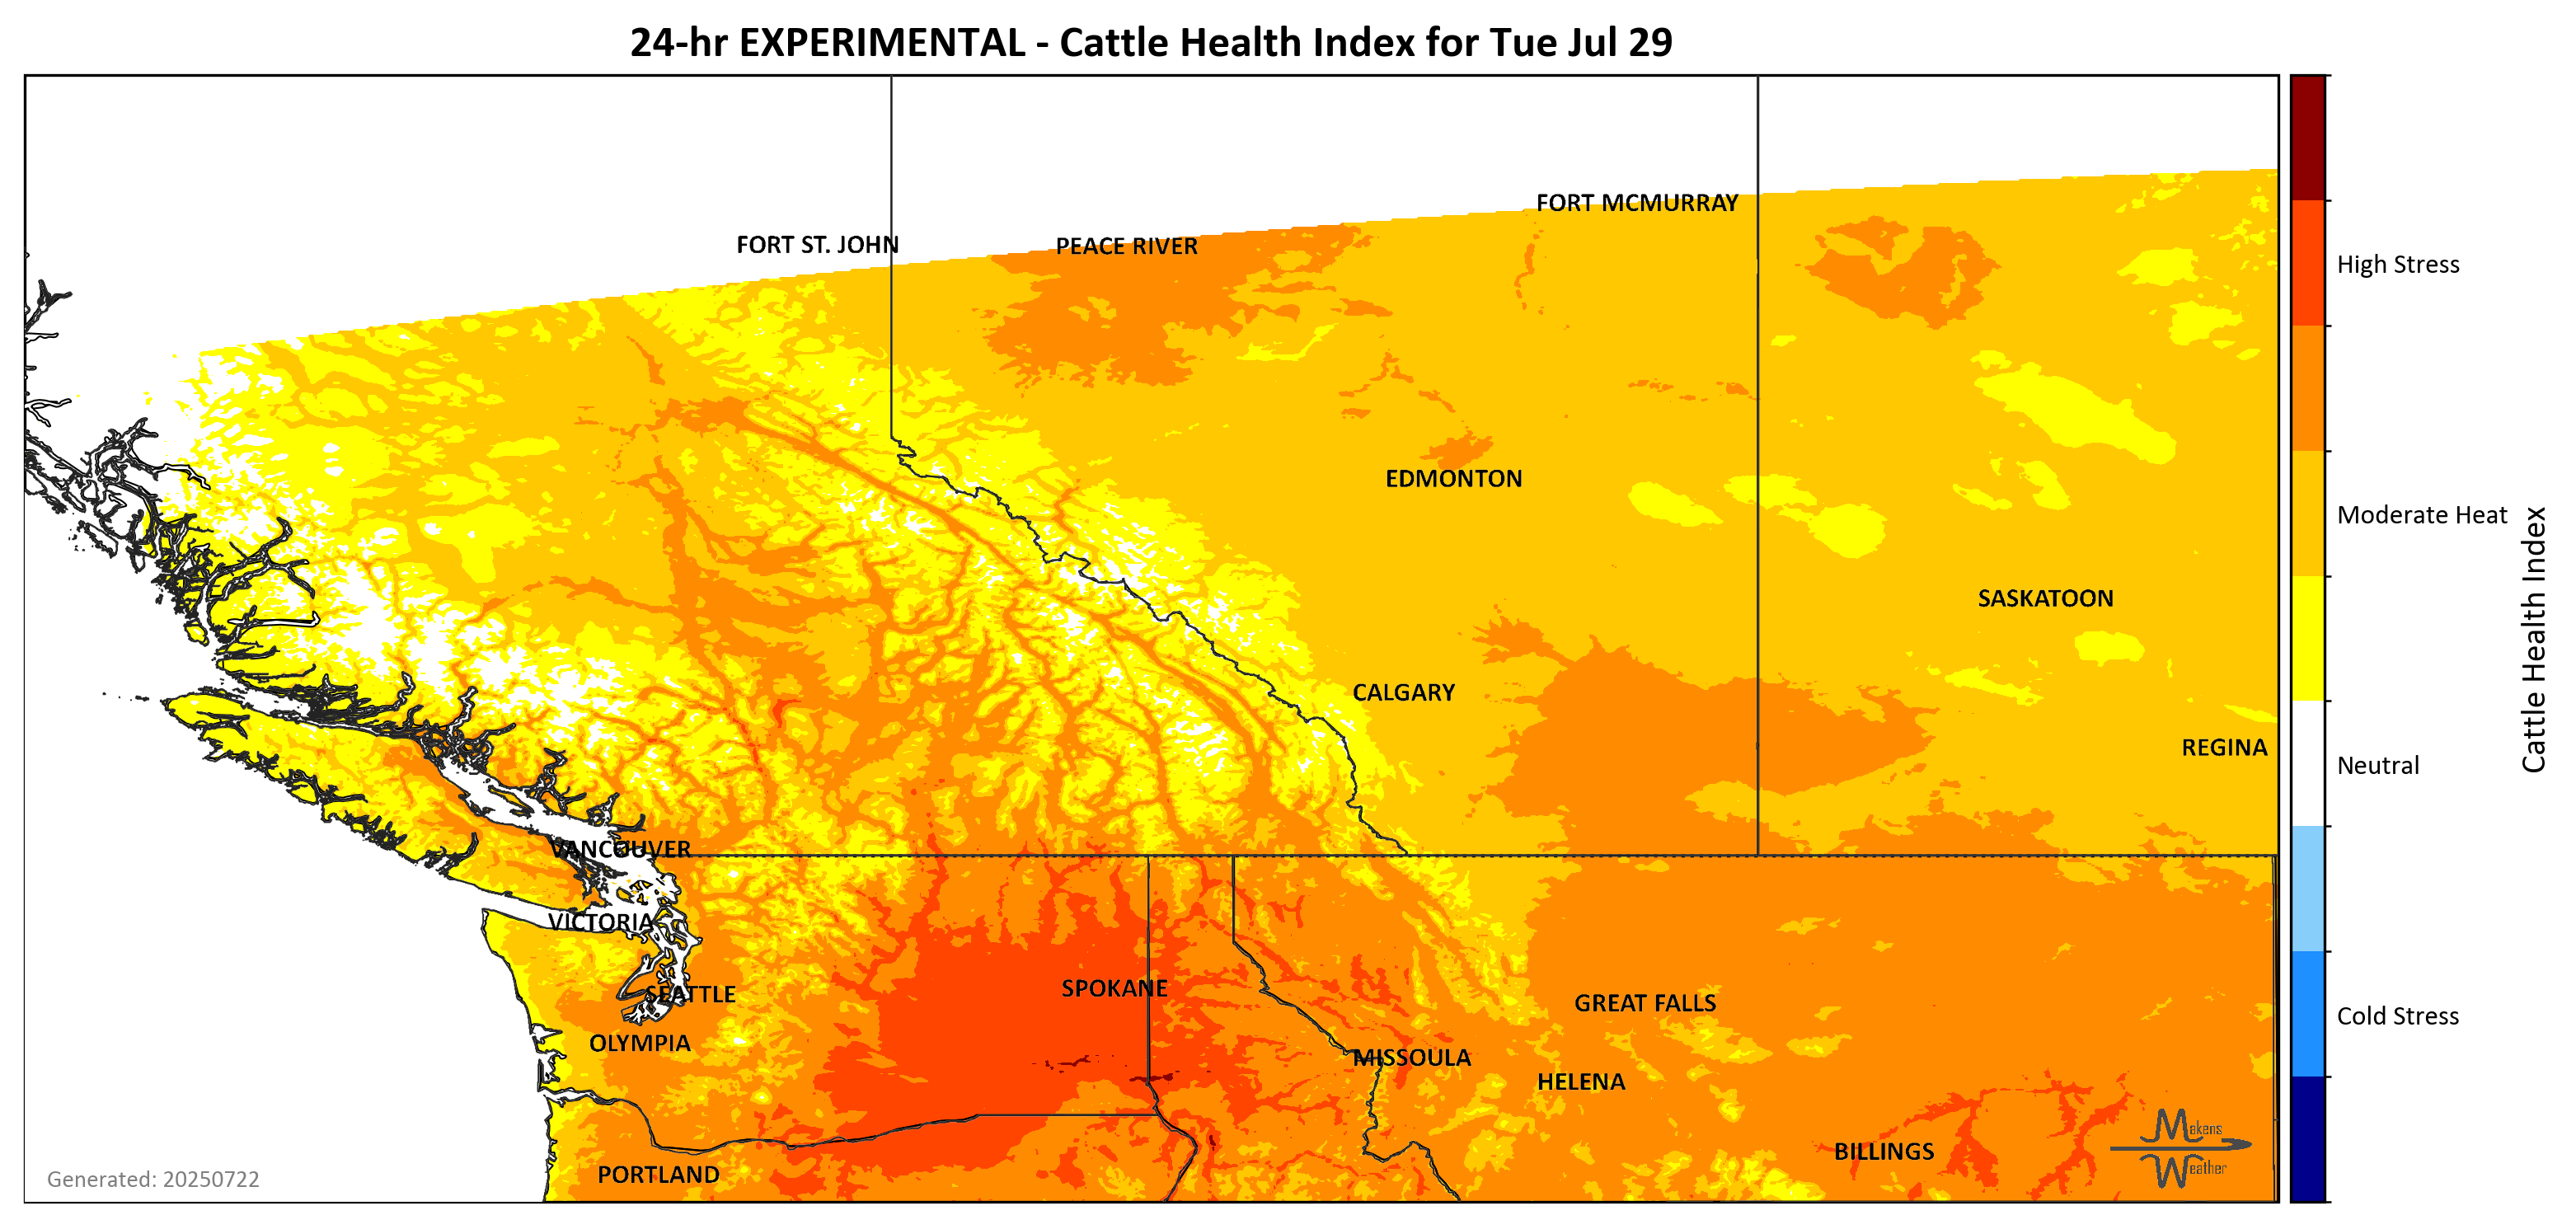 24-hr EXPERIMENTAL - Cattle Health Index for Tue Jul 29
FORT MCMURRAY
FORT ST. JOHN
PEACE RIVER
High Stress
EDMONTON
Moderate Heat
SASKATOON
Cattle Health Index
CALGARY
REGINA
Neutral
VANCOUVER
VICTORIA
SPOKANE
SEATTLE
GREAT FALLS
Cold Stress
OLYMPIA
MISSOULA
HELENA
Makens
Weather
BILLINGS
PORTLAND
Generated: 20250722